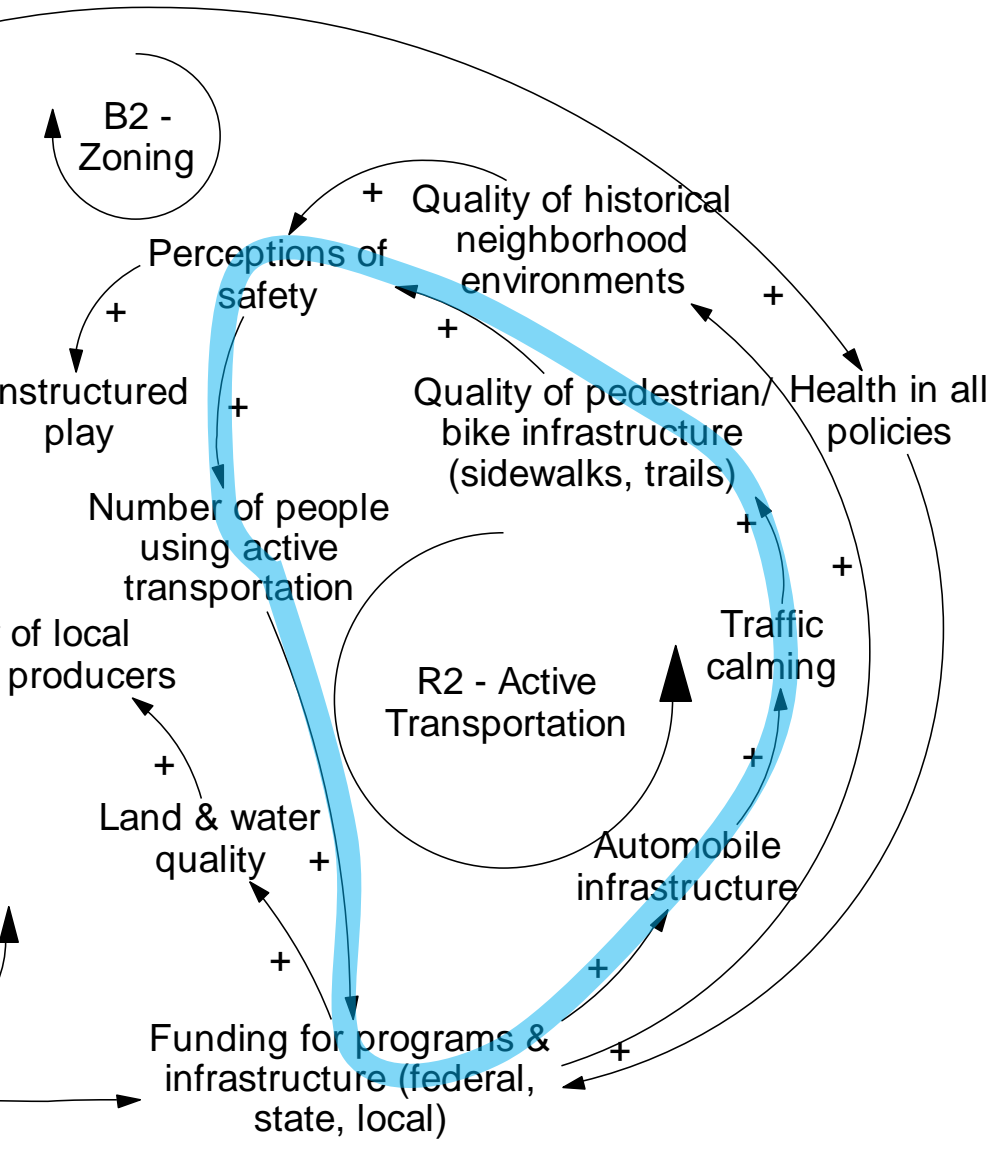 B2 -
Zoning
+
Quality of historical
neighborhood
environments
Perceptions of
safety
+
+
+
nstructured
play
+
Quality of pedestrian/
bike infrastructure
(sidewalks, trails)
Health in all
policies
Number of people
using active
transportation
+
+
of local
producers
Traffic
calming
R2 - Active
Transportation
+
+
Land & water
quality
+
Automobile
infrastructure
+
+
Funding for programs &
infrastructure (federal,
state, local)
+